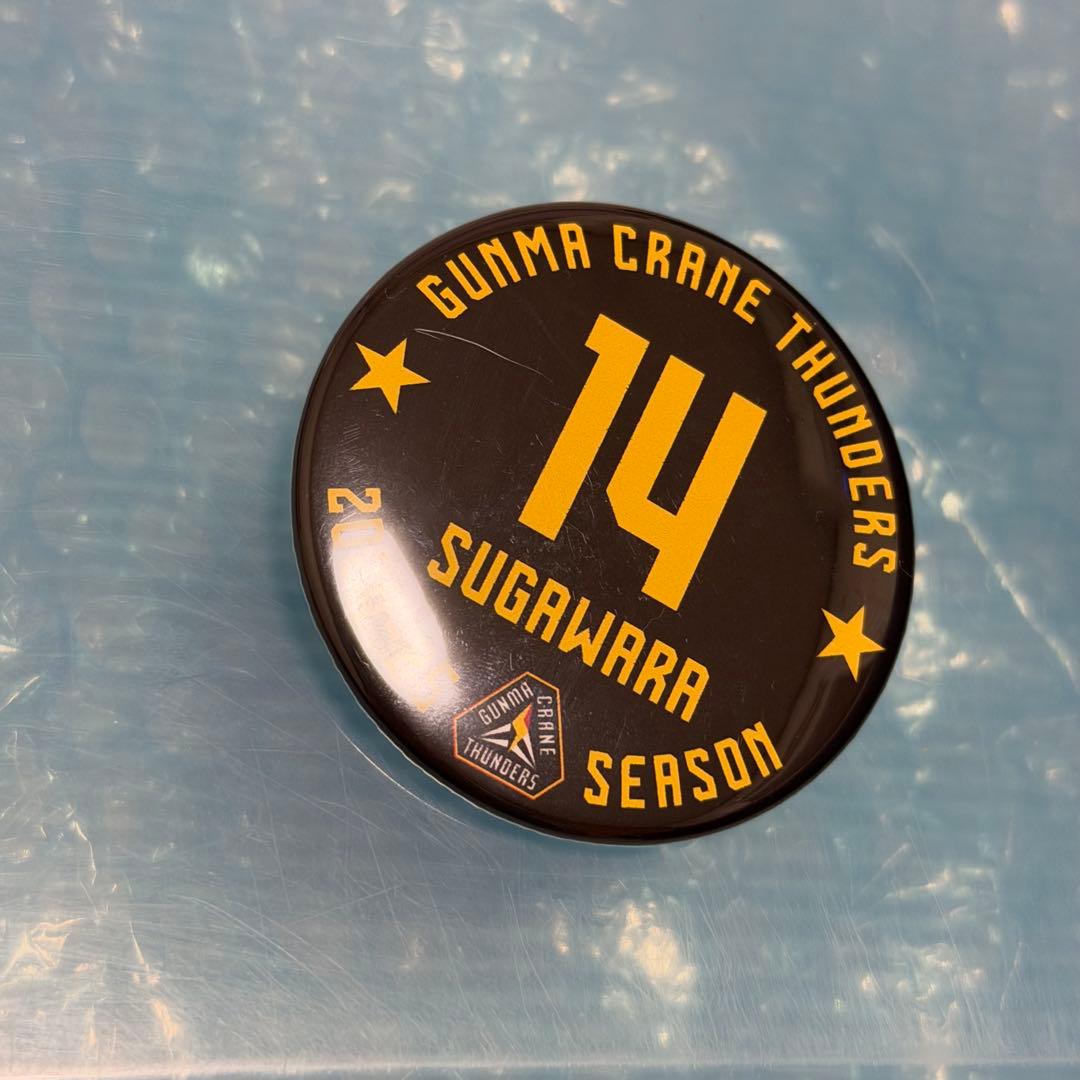 GUNMA CRANE THUNDERS
14
SUGAWARA
SEASON
GUNMA
CRANE
THUNDERS